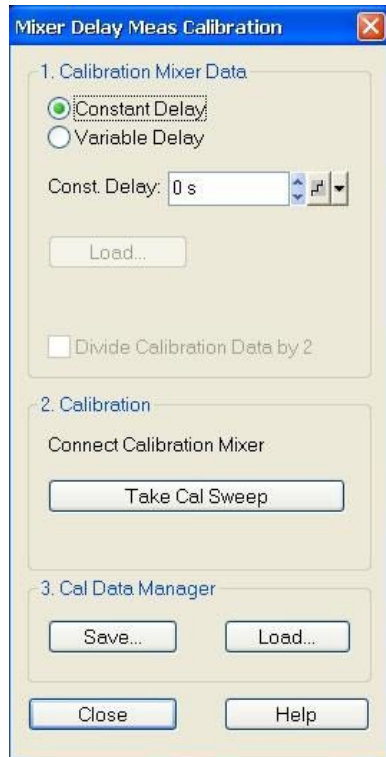 Mixer Delay Meas Calibration
1. Calibration Mixer Data
Constant Delay
Variable Delay
Const. Delay: 0 s
Load...
Divide Calibration Data by 2
2. Calibration
Connect Calibration Mixer
Take Cal Sweep
3. Cal Data Manager
Save... Load...
Close Help